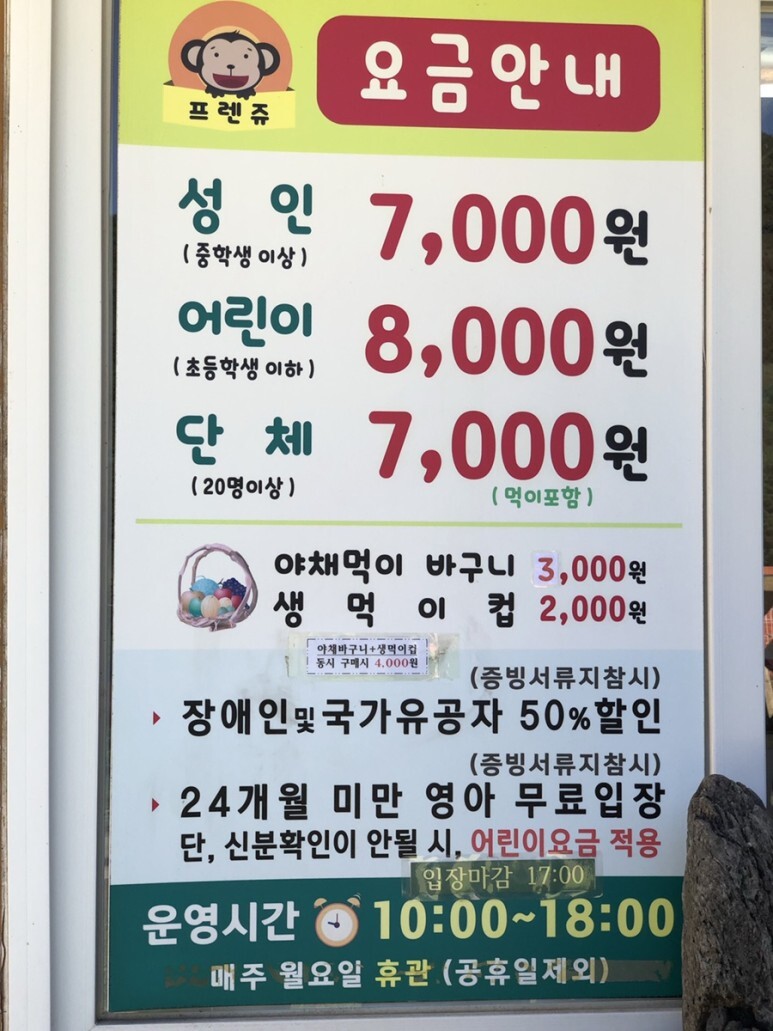 프렌쥬
요금안내
성 인 7,000원
(중학생 이상)
어린이 8,000원
(초등학생 이하)
단 체 7,000원
(20명이상)
(먹이포함)
야채먹이 바구니 3,000원
생 먹 이 컵 2,000원
야채바구니+생먹이컵
동시 구매시 4,000원
(증빙서류지참시)
장애인및국가유공자 50%할인
(증빙서류지참시)
24개월 미만 영아 무료입장
단, 신분확인이 안될 시, 어린이요금 적용
입장마감 17:00
운영시간 10:00~18:00
매주 월요일 휴관 (공휴일제외)